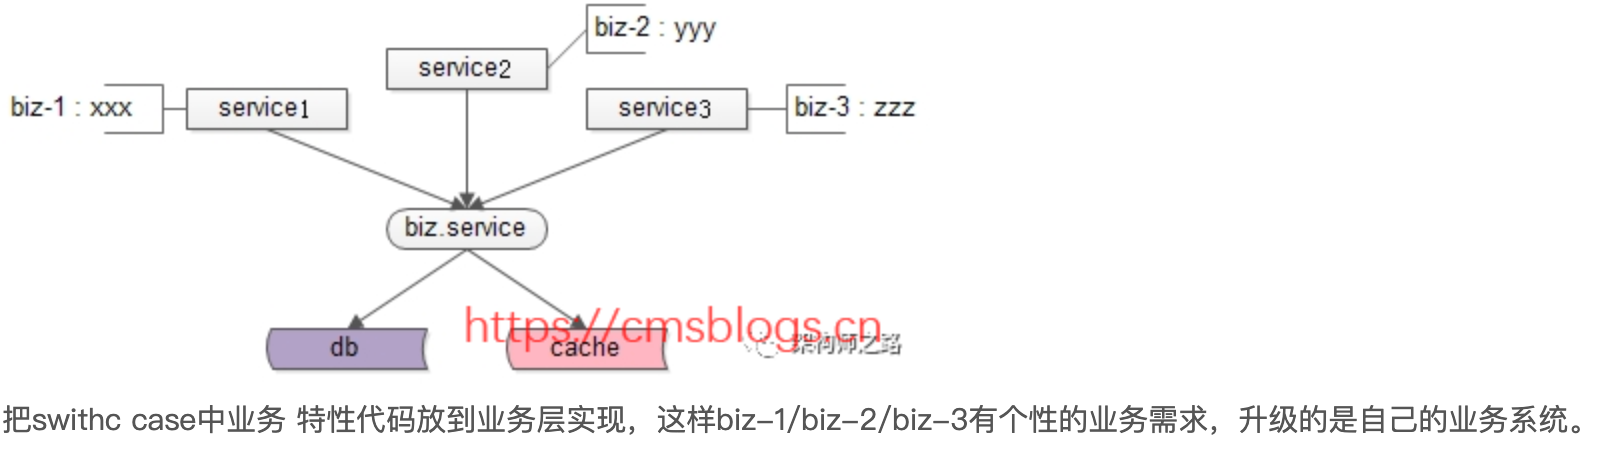 biz-2 : yyy
service2
biz-1 : xxx
service1
service3
biz-3 : zzz
biz.service
https://cmsblogs.cn
架构师之路
db
cache
把swithc case中业务 特性代码放到业务层实现，这样biz-1/biz-2/biz-3有个性的业务需求，升级的是自己的业务系统。